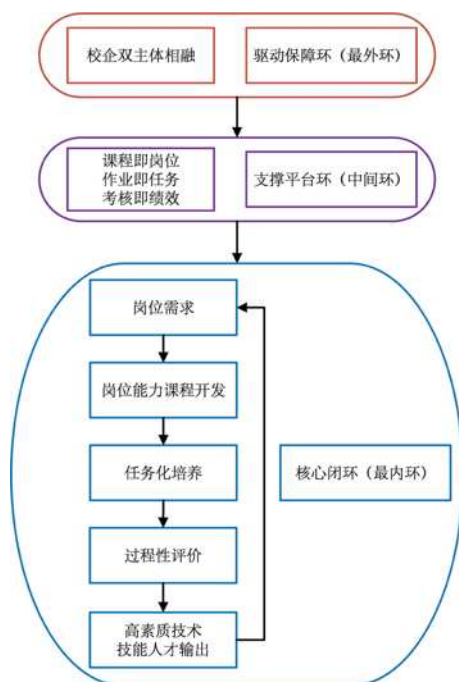 校企双主体相融
驱动保障环（最外环）
课程即岗位
作业即任务
考核即绩效
支撑平台环（中间环）
岗位需求
岗位能力课程开发
任务化培养
过程性评价
高素质技术
技能人才输出
核心闭环（最内环）